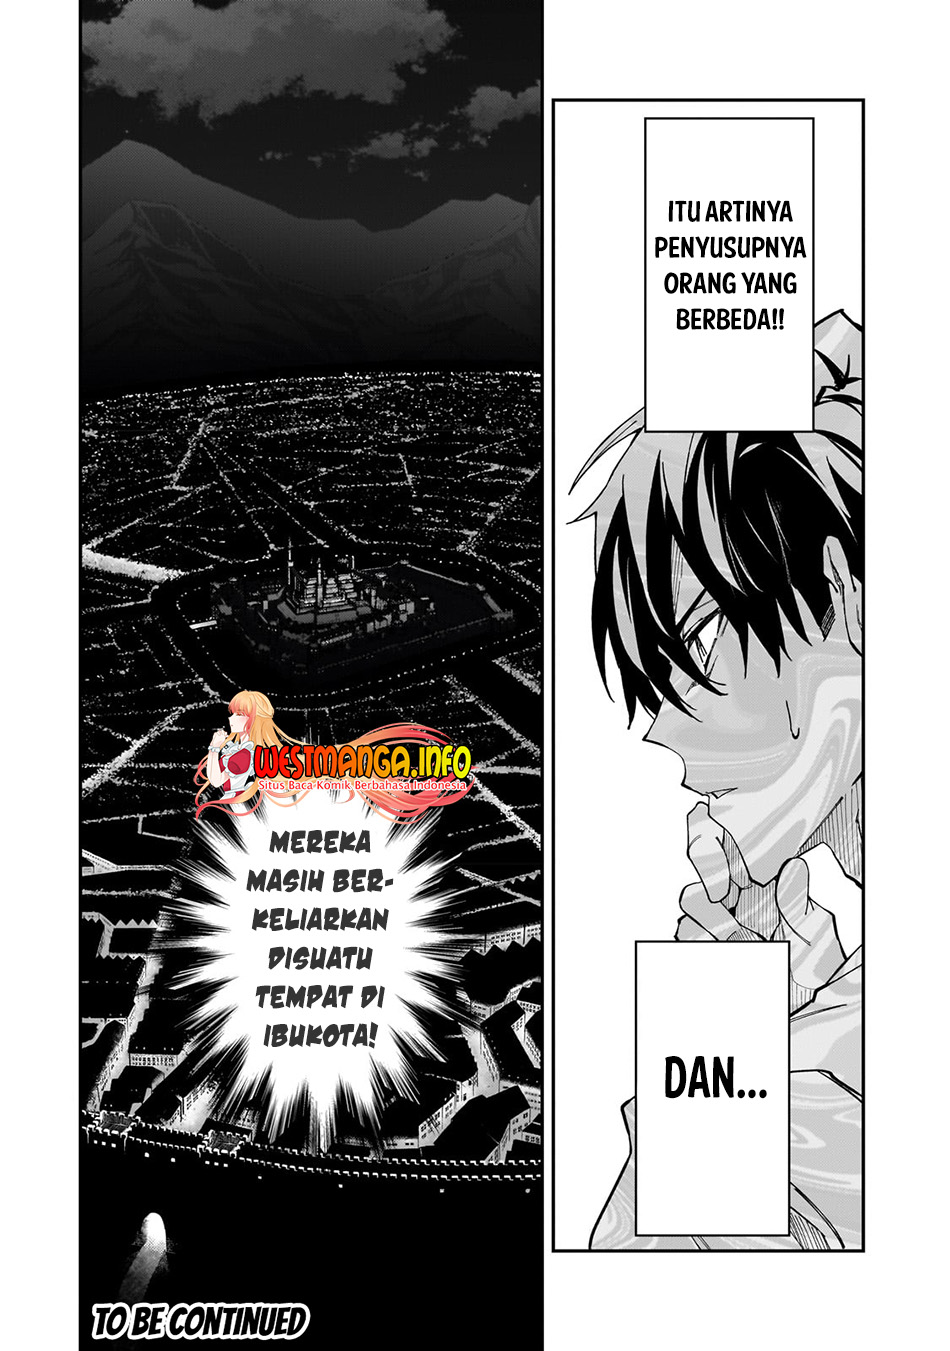 ITU ARTINYA
PENYUSUPNYA
ORANG YANG
BERBEDA!!
DAN...
WESTMANGA.INFO
Situs Baca Komik Berbahasa Indonesia
MEREKA
MASIH BER-
KELIARKAN
DISUATU
TEMPAT DI
IBUKOTA!
TO BE CONTINUED